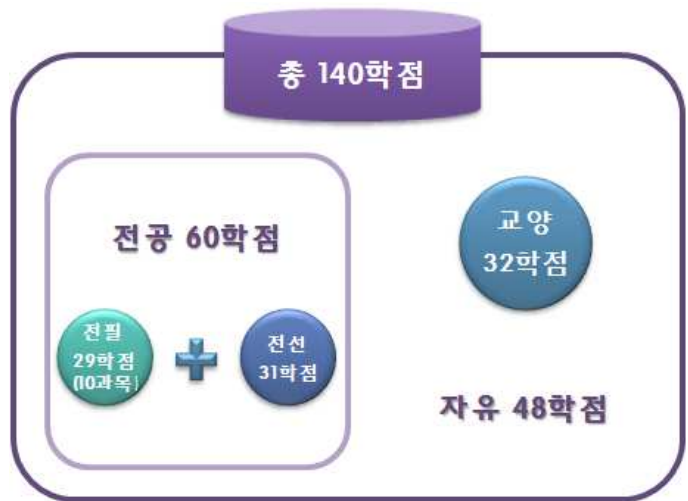 총 140학점
전공 60학점
전필
29학점
(10과목)
전선
31학점
교양
32학점
자유 48학점